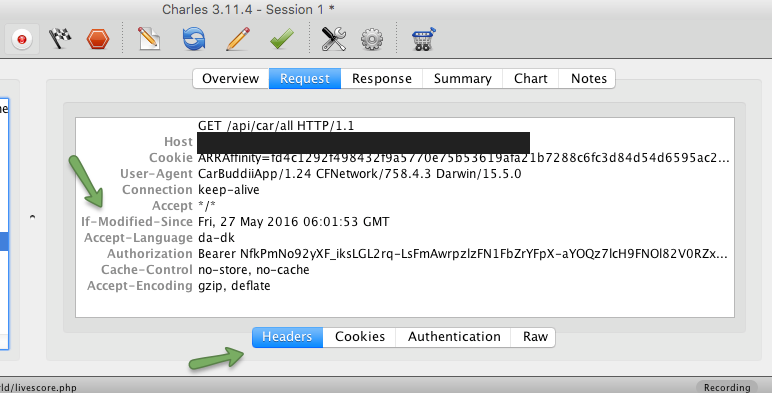 Charles 3.11.4 - Session 1 *
Overview Request Response Summary Chart Notes
GET /api/car/all HTTP/1.1
Host
Cookie ARRAffinity=fd4c1292f498432f9a5770e75b53619afa21b7288c6fc3d84d54d6595ac2...
User-Agent CarBuddiiApp/1.24 CFNetwork/758.4.3 Darwin/15.5.0
Connection keep-alive
Accept */*
If-Modified-Since Fri, 27 May 2016 06:01:53 GMT
Accept-Language da-dk
Authorization Bearer NfkPmNo92yXF_iksLGL2rq-LsFmAwrpzlzFN1FbZrYFpX-aYOQz7lcH9FNOl82V0RZx...
Cache-Control no-store, no-cache
Accept-Encoding gzip, deflate
Headers Cookies Authentication Raw
ld/livescore.php
Recording